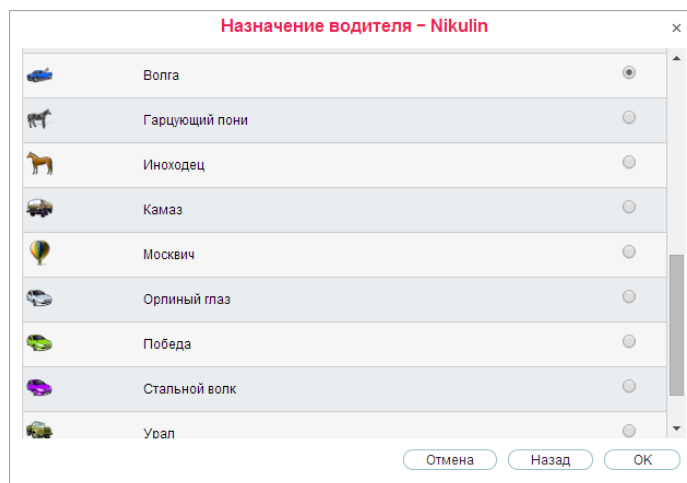 Назначение водителя – Nikulin
Волга
Гарцующий пони
Иноходец
Камаз
Москвич
Орлиный глаз
Победа
Стальной волк
Урал
Отмена
Назад
OK